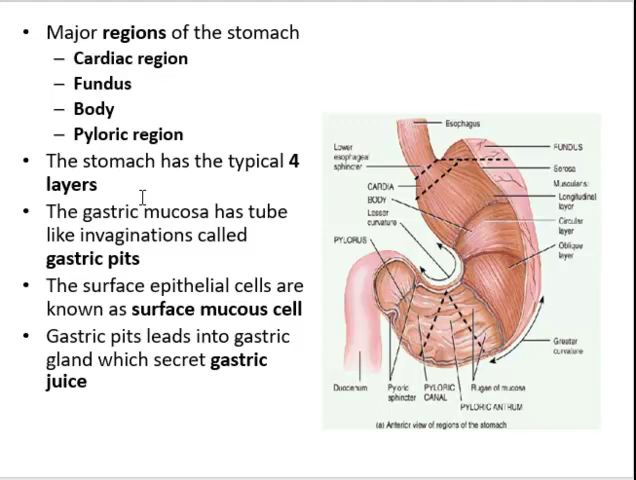 • Major regions of the stomach
– Cardiac region
– Fundus
– Body
– Pyloric region
• The stomach has the typical 4
layers
• The gastric mucosa has tube
like invaginations called
gastric pits
• The surface epithelial cells are
known as surface mucous cell
• Gastric pits leads into gastric
gland which secret gastric
juice
Esophagus
Lower
esophageal
sphincter
FUNDUS
Serosa
Muscularis:
Longitudinal
layer
Circular
layer
Oblique
layer
CARDIA
BODY
Lesser
curvature
PYLORUS
Greater
curvature
Duodenum
Pyloric
sphincter
PYLORIC
CANAL
Rugae of mucosa
PYLORIC ANTRUM
(a) Anterior view of regions of the stomach